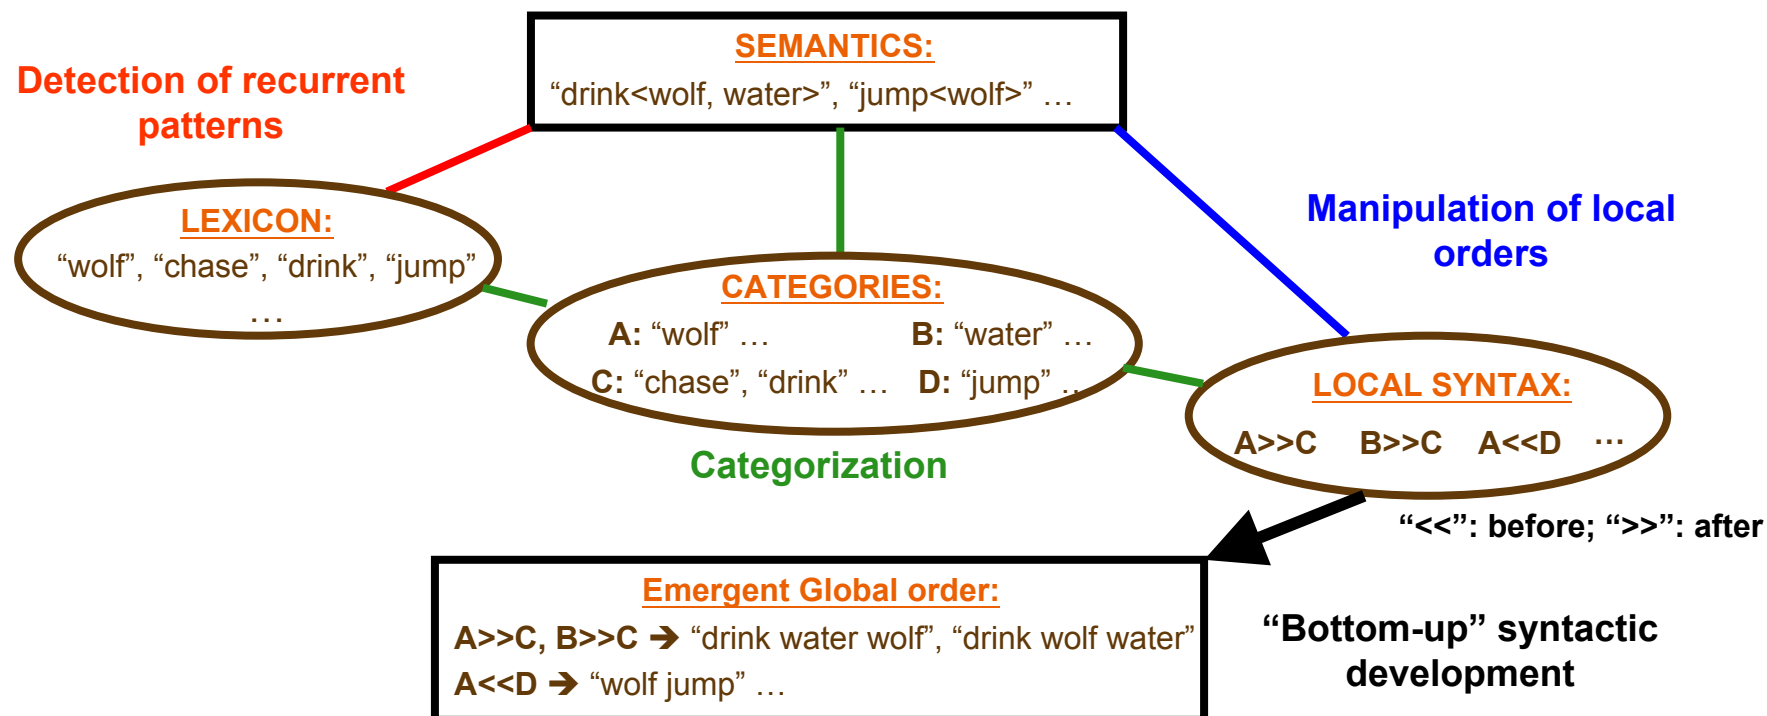 SEMANTICS:
“drink<wolf, water>”, “jump<wolf>” …
Detection of recurrent
patterns
LEXICON:
“wolf”, “chase”, “drink”, “jump”
…
Manipulation of local
orders
CATEGORIES:
A: “wolf” … B: “water” …
C: “chase”, “drink” … D: “jump” …
Categorization
LOCAL SYNTAX:
A>>C B>>C A<<D …
“<<”: before; “>>”: after
Emergent Global order:
A>>C, B>>C ➔ “drink water wolf”, “drink wolf water”
A<<D ➔ “wolf jump” …
“Bottom-up” syntactic
development